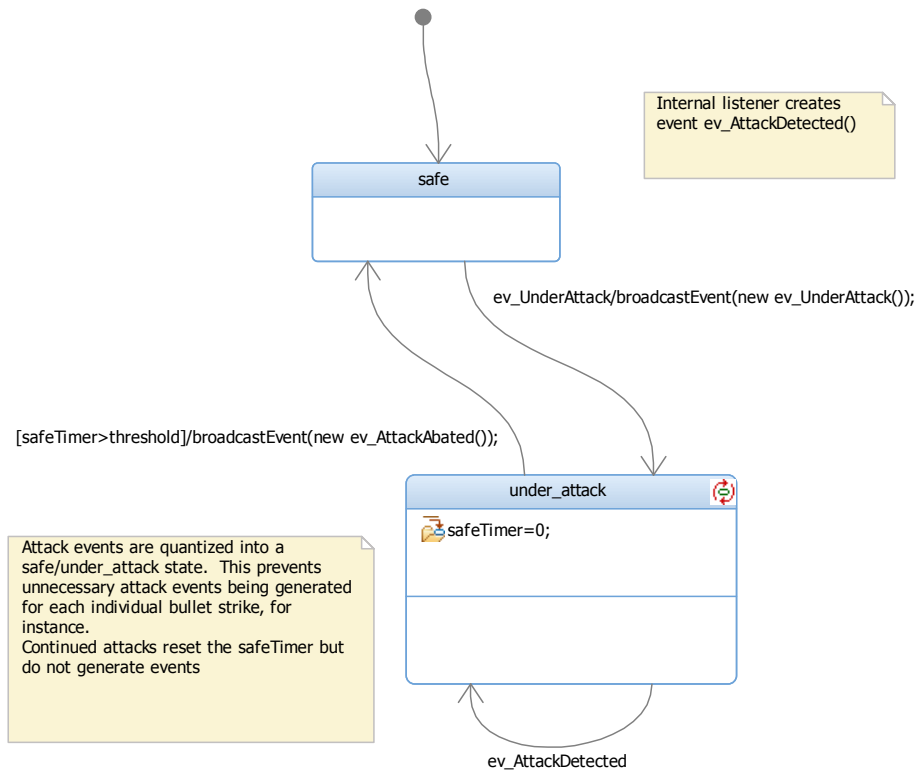 Internal listener creates
event ev_AttackDetected()
safe
ev_UnderAttack/broadcastEvent(new ev_UnderAttack());
[safeTimer>threshold]/broadcastEvent(new ev_AttackAbated());
under_attack
safeTimer=0;
Attack events are quantized into a
safe/under_attack state.  This prevents
unnecessary attack events being generated
for each individual bullet strike, for
instance.
Continued attacks reset the safeTimer but
do not generate events
ev_AttackDetected